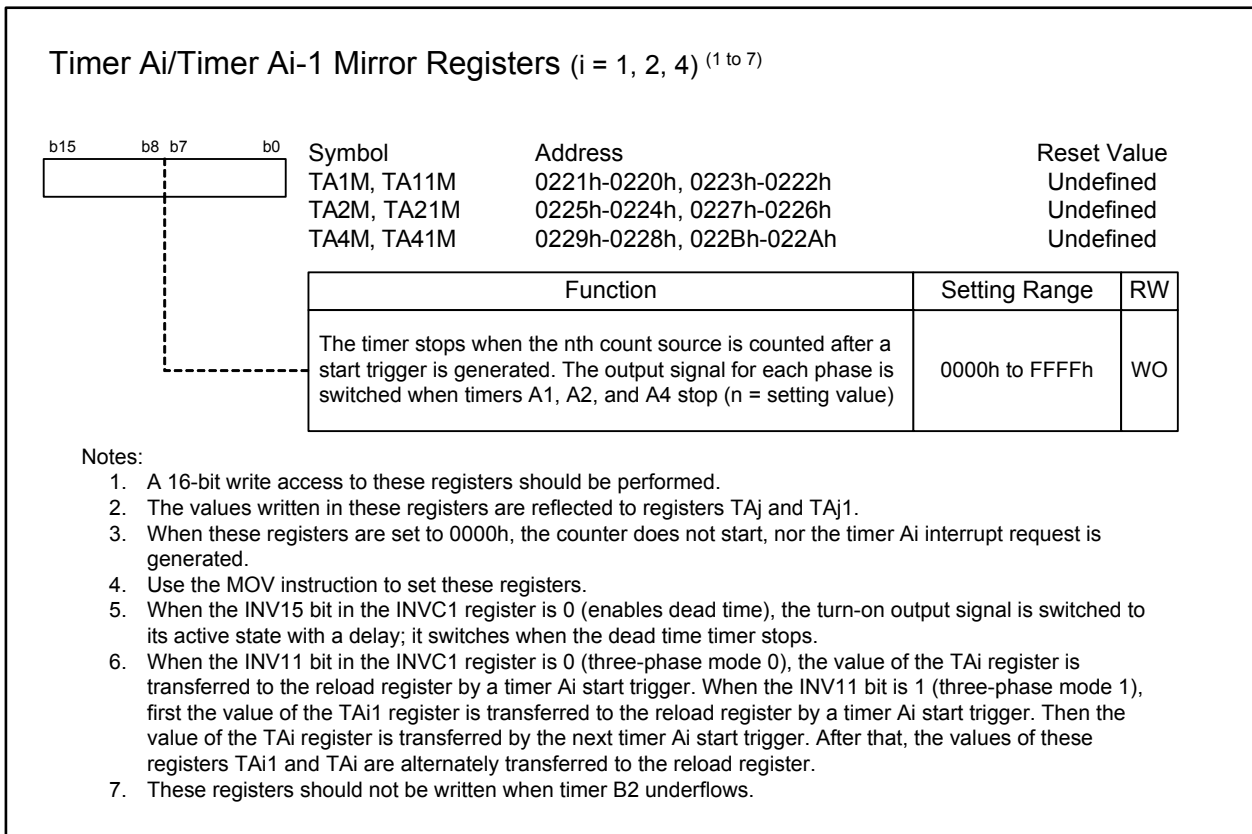 Timer Ai/Timer Ai-1 Mirror Registers (i = 1, 2, 4) (1 to 7)
b15 b8 b7 b0
Symbol Address Reset Value
TA1M, TA11M 0221h-0220h, 0223h-0222h Undefined
TA2M, TA21M 0225h-0224h, 0227h-0226h Undefined
TA4M, TA41M 0229h-0228h, 022Bh-022Ah Undefined
Function Setting Range RW
The timer stops when the nth count source is counted after a
start trigger is generated. The output signal for each phase is
switched when timers A1, A2, and A4 stop (n = setting value)
0000h to FFFFh WO
Notes:
1. A 16-bit write access to these registers should be performed.
2. The values written in these registers are reflected to registers TAj and TAj1.
3. When these registers are set to 0000h, the counter does not start, nor the timer Ai interrupt request is
generated.
4. Use the MOV instruction to set these registers.
5. When the INV15 bit in the INVC1 register is 0 (enables dead time), the turn-on output signal is switched to
its active state with a delay; it switches when the dead time timer stops.
6. When the INV11 bit in the INVC1 register is 0 (three-phase mode 0), the value of the TAi register is
transferred to the reload register by a timer Ai start trigger. When the INV11 bit is 1 (three-phase mode 1),
first the value of the TAi1 register is transferred to the reload register by a timer Ai start trigger. Then the
value of the TAi register is transferred by the next timer Ai start trigger. After that, the values of these
registers TAi1 and TAi are alternately transferred to the reload register.
7. These registers should not be written when timer B2 underflows.